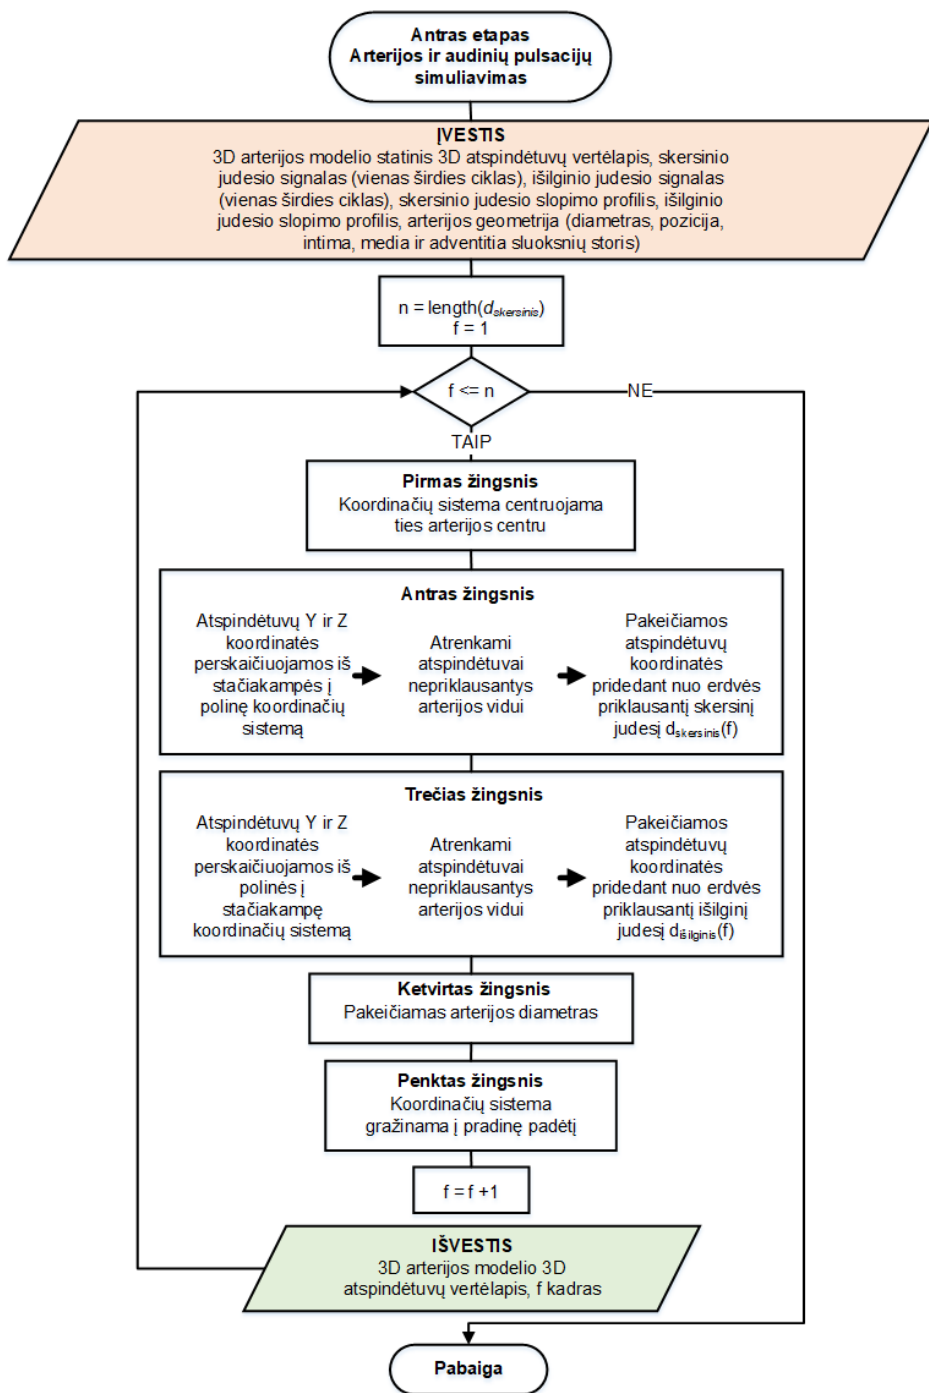 Antras etapas
Arterijos ir audinių pulsacijų
simuliavimas
ĮVESTIS
3D arterijos modelio statinis 3D atspindėtuvų vertėlapis, skersinio
judesio signalas (vienas širdies ciklas), išilginio judesio signalas
(vienas širdies ciklas), skersinio judesio slopimo profilis, išilginio
judesio slopimo profilis, arterijos geometrija (diametras, pozicija,
intima, media ir adventitia sluoksnių storis)
n = length(dskersinis)
f = 1
f <= n
NE
TAIP
Pirmas žingsnis
Koordinačių sistema centruojama
ties arterijos centru
Antras žingsnis
Atspindėtuvų Y ir Z
koordinatės
perskaičiuojamos iš
stačiakampės į
polinę koordinačių
sistemą
Atrenkami
atspindėtuvai
nepriklausantys
arterijos vidui
Pakeičiamos
atspindėtuvų
koordinatės
pridedant nuo erdvės
priklausantį skersinį
judesį dskersinis(f)
Trečias žingsnis
Atspindėtuvų Y ir Z
koordinatės
perskaičiuojamos iš
polinės į
stačiakampę
koordinačių sistemą
Atrenkami
atspindėtuvai
nepriklausantys
arterijos vidui
Pakeičiamos
atspindėtuvų
koordinatės
pridedant nuo erdvės
priklausantį išilginį
judesį dišilginis(f)
Ketvirtas žingsnis
Pakeičiamas arterijos diametras
Penktas žingsnis
Koordinačių sistema
gražinama į pradinę padėtį
f = f +1
IŠVESTIS
3D arterijos modelio 3D
atspindėtuvų vertėlapis, f kadras
Pabaiga